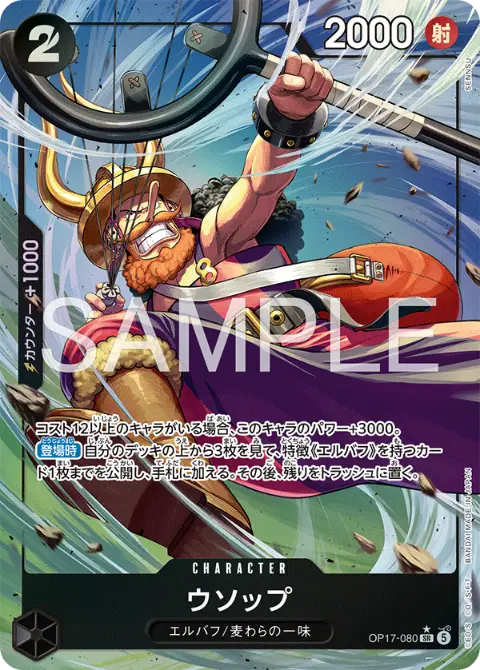 2
2000
射
SENNSU
カウンター+1000
SAMPLE
コスト12以上のキャラがいる場合、このキャラのパワー+3000。
登場時 自分のデッキの上から3枚を見て、特徴《エルバフ》を持つカー
ド1枚までを公開し、手札に加える。その後、残りをトラッシュに置く。
CHARACTER
ウソップ
エルバフ/麦わらの一味
OP17-080 SR 5
BANDAI MADE IN JAPAN